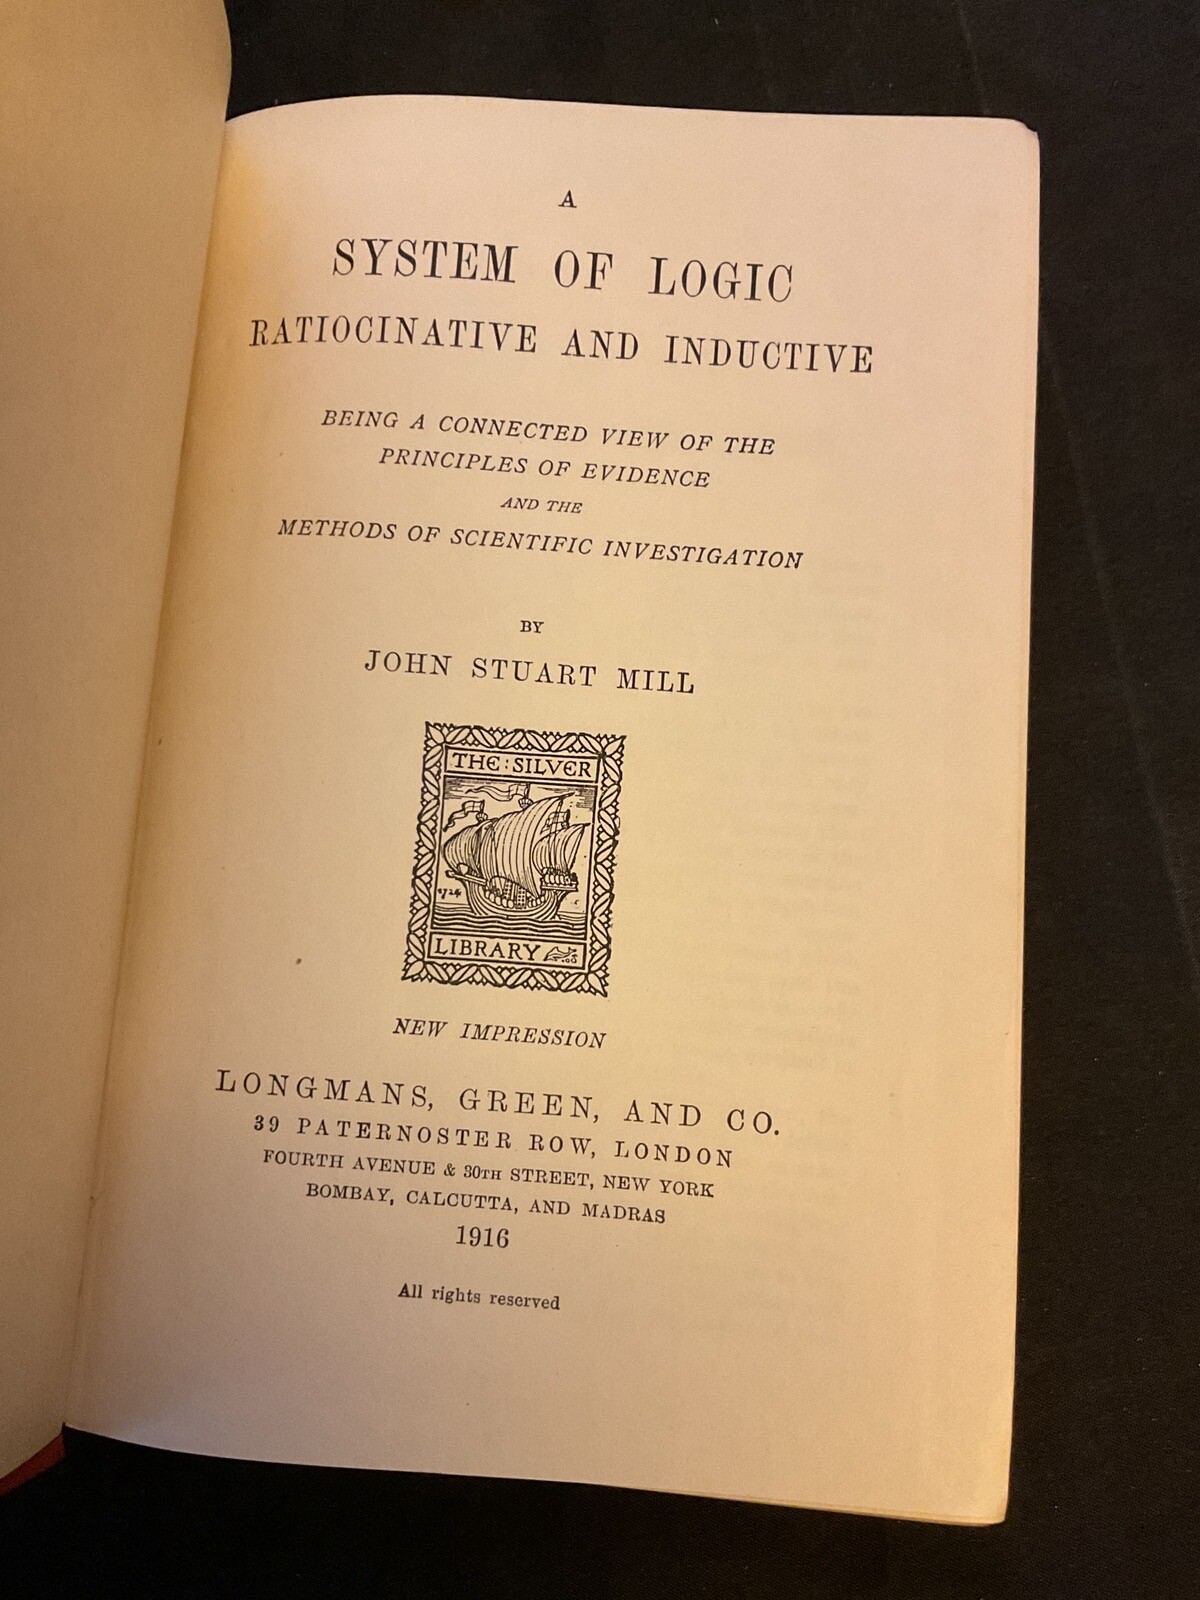 A
SYSTEM OF LOGIC
RATIOCINATIVE AND INDUCTIVE
BEING A CONNECTED VIEW OF THE
PRINCIPLES OF EVIDENCE
AND THE
METHODS OF SCIENTIFIC INVESTIGATION
BY
JOHN STUART MILL
THE:SILVER
1724
LIBRARY
NEW IMPRESSION
LONGMANS, GREEN, AND CO.
39 PATERNOSTER ROW, LONDON
FOURTH AVENUE & 30TH STREET, NEW YORK
BOMBAY, CALCUTTA, AND MADRAS
1916
All rights reserved